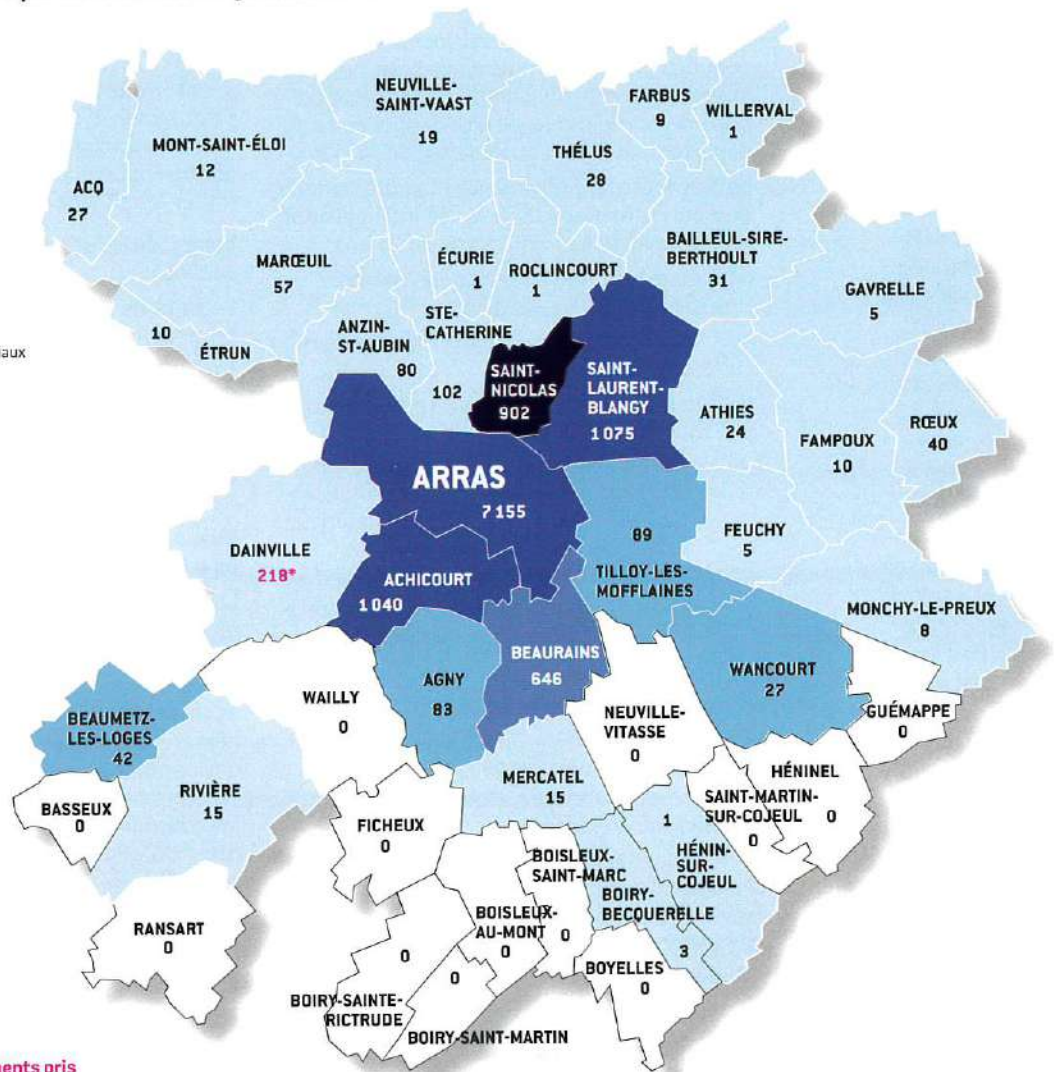 NEUVILLE-
SAINT-VAAST
19
FARBUS
9
WILLERVAL
1
MONT-SAINT-ÉLOI
12
THÉLUS
28
ACQ
27
MARŒUIL
57
ÉCURIE
1
ROCLINCOURT
1
BAILLEUL-SIRE-
BERTHOULT
31
GAVRELLE
5
10
ÉTRUN
ANZIN-
ST-AUBIN
80
STE-
CATHERINE
102
SAINT-
NICOLAS
902
SAINT-
LAURENT-
BLANGY
1 075
ATHIES
24
FAMPOUX
10
RŒUX
40
iaux
ARRAS
7 155
DAINVILLE
218*
ACHICOURT
1 040
89
TILLOY-LES-
MOFFLAINES
FEUCHY
5
MONCHY-LE-PREUX
8
BEAURAINS
646
AGNY
83
WAILLY
0
WANCOURT
27
NEUVILLE-
VITASSE
0
GUÉMAPPE
0
BEAUMETZ-
LES-LOGES
42
BASSEUX
0
RIVIÈRE
15
MERCATEL
15
HÉNINEL
0
SAINT-MARTIN-
SUR-COJEUL
0
FICHEUX
0
1
HÉNIN-
SUR-
COJEUL
BOISLEUX-
SAINT-MARC
0
BOIRY-
BECQUERELLE
3
RANSART
0
BOISLEUX-
AU-MONT
0
BOYELLES
0
0
BOIRY-SAINTE-
RICTRUDE
0
BOIRY-SAINT-MARTIN
ments pris